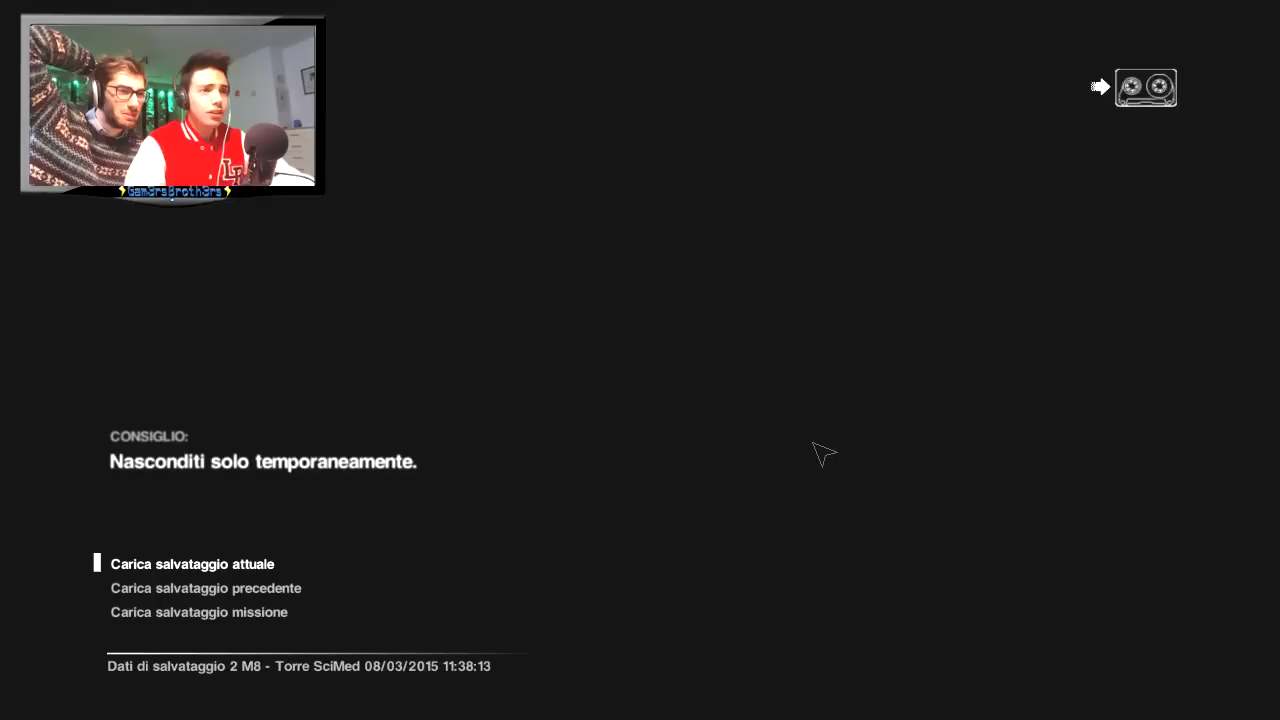 Gam3rsBroth3rs
CONSIGLIO:
Nasconditi solo temporaneamente.
Carica salvataggio attuale
Carica salvataggio precedente
Carica salvataggio missione
Dati di salvataggio 2 M8 - Torre SciMed 08/03/2015 11:38:13